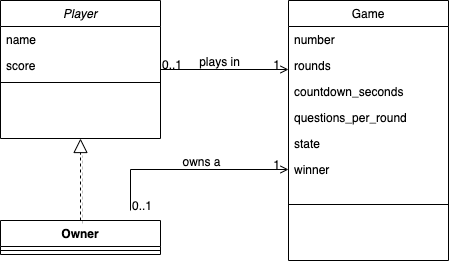 Player
name
score
0..1
plays in
1
Game
number
rounds
countdown_seconds
questions_per_round
state
winner
owns a
1
0..1
Owner